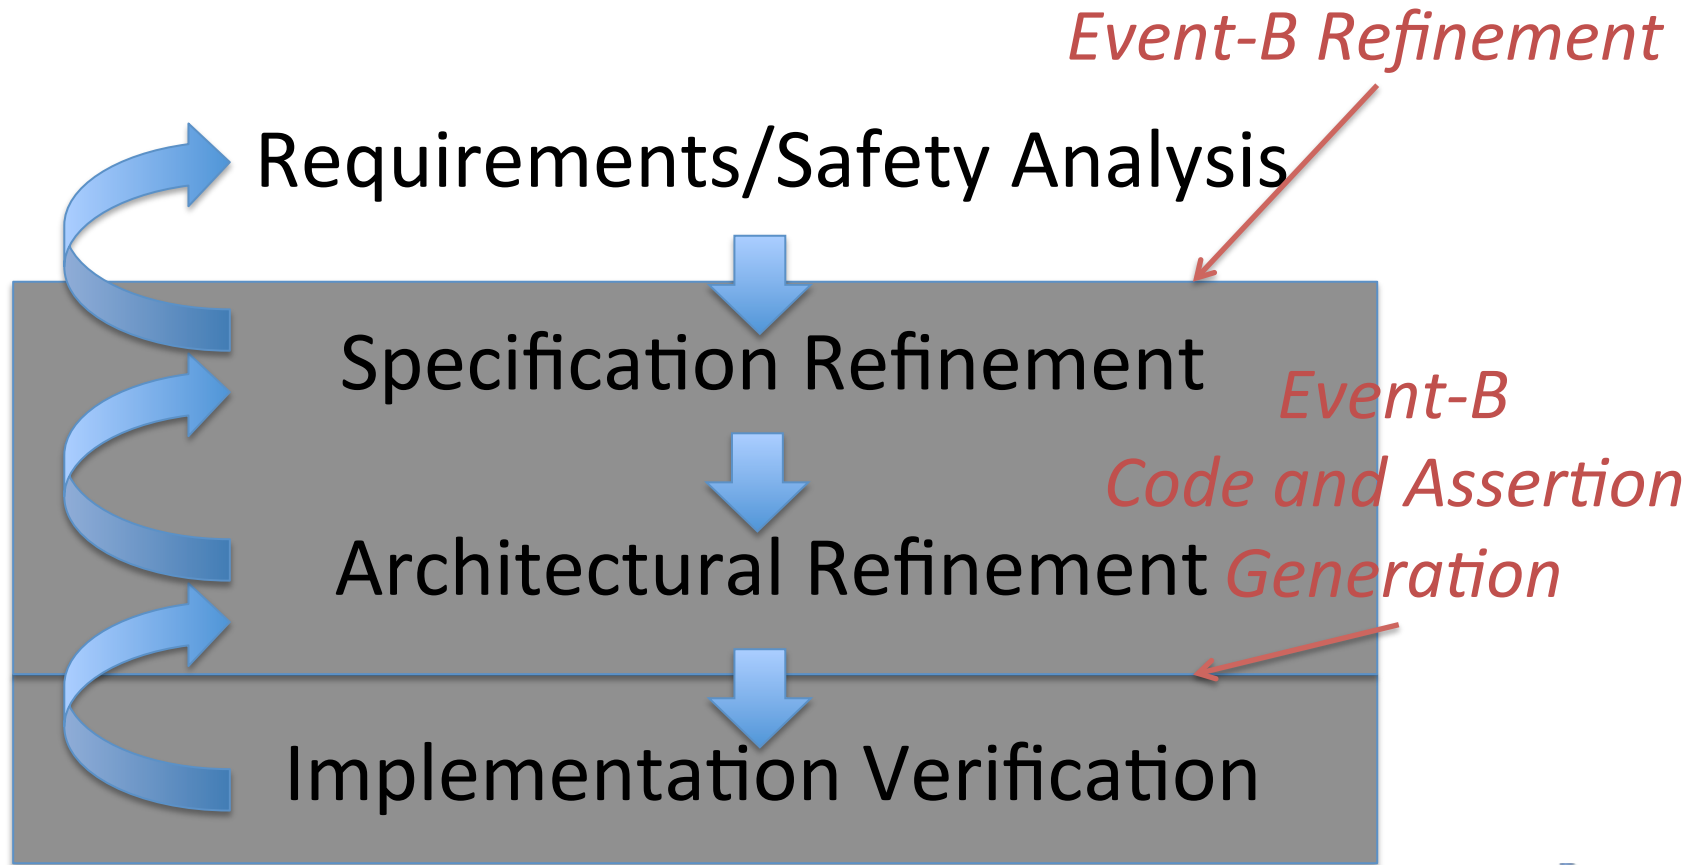 Event-B Refinement
Requirements/Safety Analysis
Specification Refinement
Event-B
Code and Assertion
Architectural Refinement
Generation
Implementation Verification